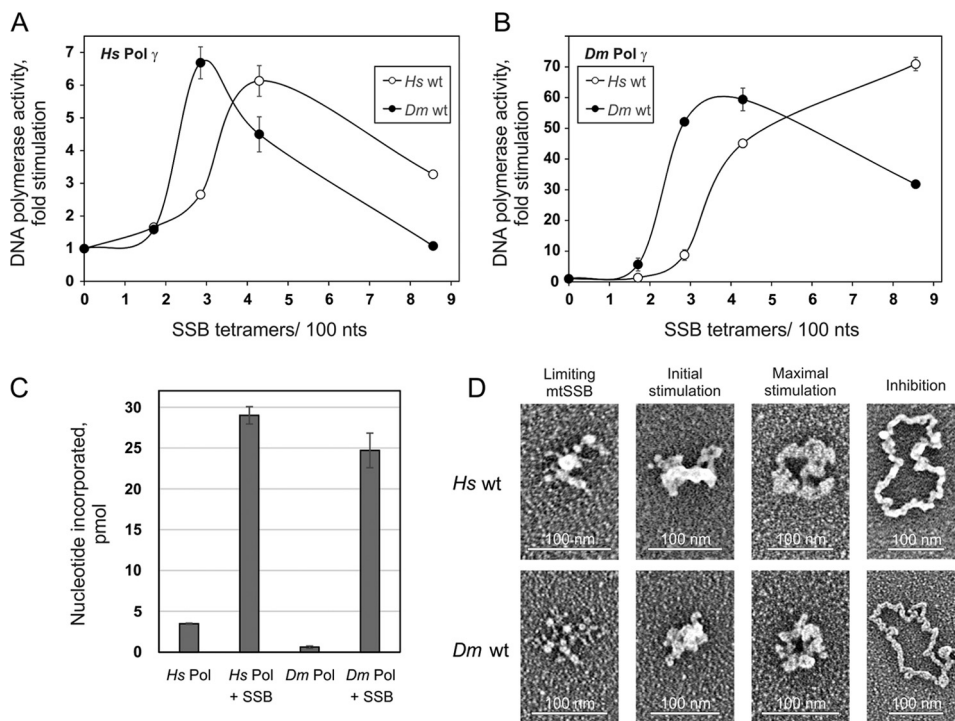 A
Hs Pol γ
Hs wt
Dm wt
DNA polymerase activity,
fold stimulation
7
6
5
4
3
2
1
0
0 1 2 3 4 5 6 7 8 9
SSB tetramers/ 100 nts
B
Dm Pol γ
Hs wt
Dm wt
DNA polymerase activity,
fold stimulation
70
60
50
40
30
20
10
0
0 1 2 3 4 5 6 7 8 9
SSB tetramers/ 100 nts
C
Nucleotide incorporated,
pmol
30
25
20
15
10
5
0
Hs Pol
Hs Pol
+ SSB
Dm Pol
Dm Pol
+ SSB
D
Limiting
mtSSB
Initial
stimulation
Maximal
stimulation
Inhibition
Hs wt
100 nm
100 nm
100 nm
100 nm
Dm wt
100 nm
100 nm
100 nm
100 nm